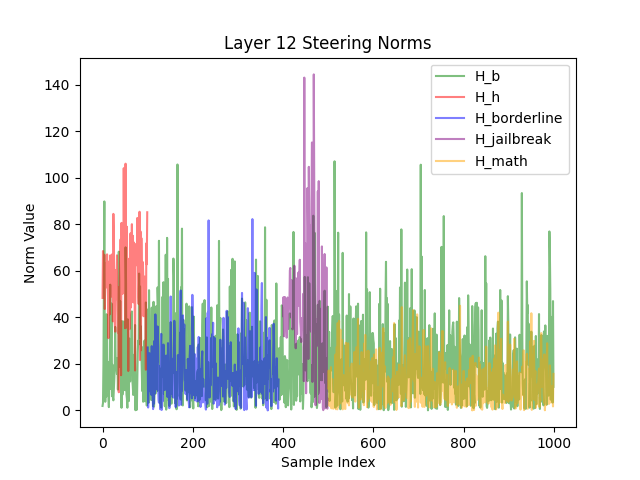 Layer 12 Steering Norms
H_b
H_h
H_borderline
H_jailbreak
H_math
Norm Value
140
120
100
80
60
40
20
0
0 200 400 600 800 1000
Sample Index